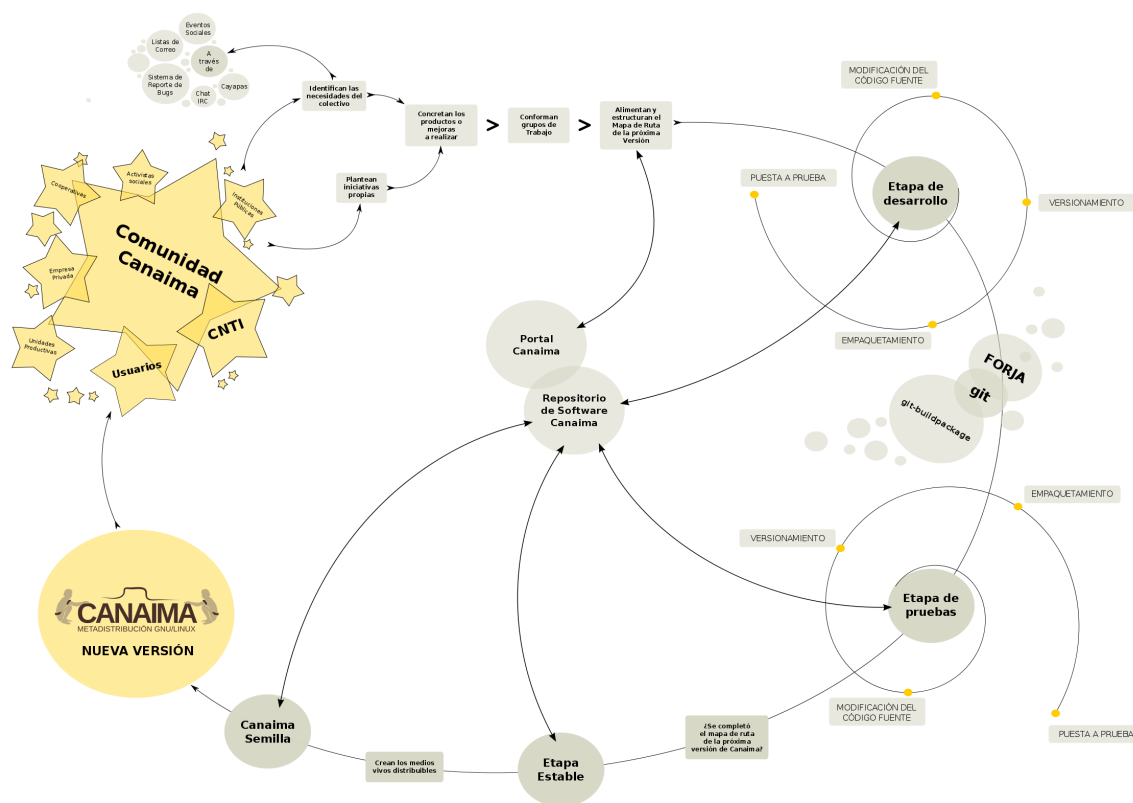 Eventos
Sociales
Listas de
Correo
A
través
de
Sistema de
Reporte de
Bugs
Chat
IRC
Cayapas
Identifican las
necesidades del
colectivo
Concretan los
productos o
mejoras
a realizar
>
Conforman
grupos de
Trabajo
>
Alimentan y
estructuran el
Mapa de Ruta
de la próxima
Versión
Plantean
iniciativas
propias
MODIFICACIÓN DEL
CÓDIGO FUENTE
PUESTA A PRUEBA
Etapa de
desarrollo
VERSIONAMIENTO
EMPAQUETAMIENTO
Cooperativas
Activistas
sociales
Instituciones
Públicas
Comunidad
Canaima
Empresa
Privada
CNTI
Unidades
Productivas
Usuarios
Portal
Canaima
Repositorio
de Software
Canaima
FORJA
git
git-buildpackage
EMPAQUETAMIENTO
VERSIONAMIENTO
Etapa de
pruebas
MODIFICACIÓN DEL
CÓDIGO FUENTE
PUESTA A PRUEBA
CANAIMA
METADISTRIBUCIÓN GNU/LINUX
NUEVA VERSIÓN
Canaima
Semilla
Crean los medios
vivos distribuibles
Etapa
Estable
¿Se completó
el mapa de ruta
de la próxima
versión de Canaima?